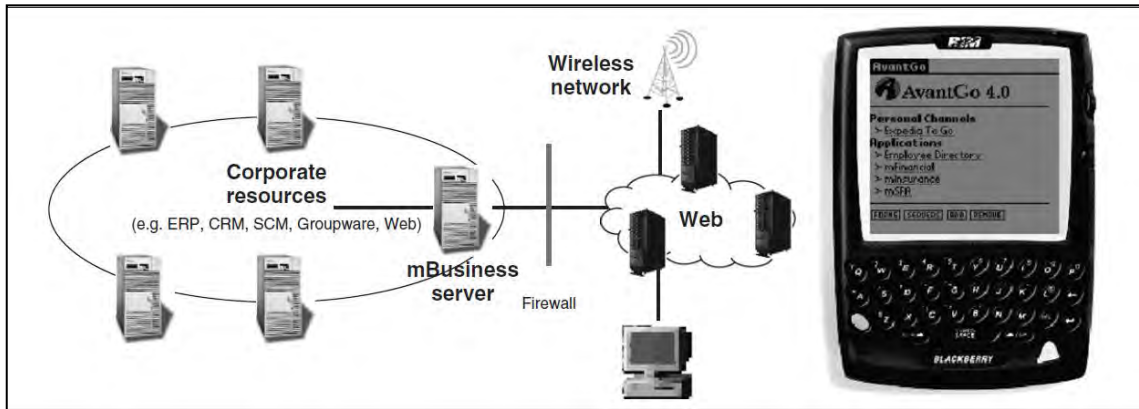 Wireless
network
Corporate
resources
(e.g. ERP, CRM, SCM, Groupware, Web)
mBusiness
server
Firewall
Web
RIM
AvantGo
AvantGo 4.0
Personal Channels
> Expedia To Go
Applications
> Employee Directory
> mFinancial
> mInsurance
> mSFA
BLACKBERRY